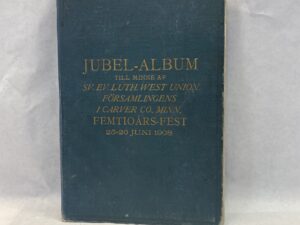 JUBEL-ALBUM
TILL MINNE AF
SV. EV. LUTH. WEST UNION
FÖRSAMLINGENS
I CARVER CO., MINN.
FEMTIOÅRS-FEST
25-26 JUNI 1908